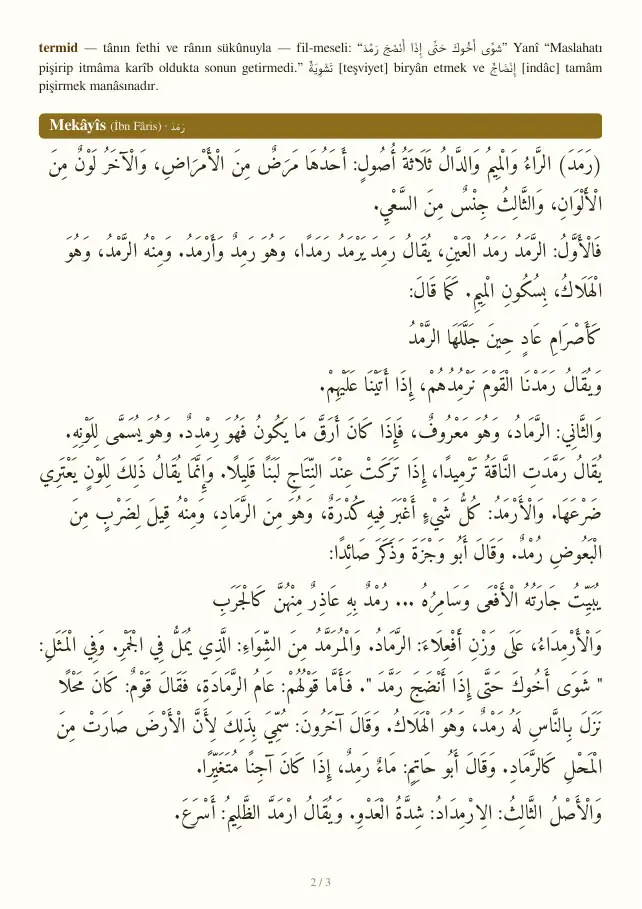 termid — tânın fethi ve rânın sükûnuyla — fil-meseli: “شَوَّى أَخُوكَ حَتَّى إِذَا أَنْضَجَ رَمَّدَ” Yanî “Maslahatı
pişirip itmâma karîb oldukta sonun getirmedi.” تَشْوِيَةٌ [teşviyet] biryân etmek ve إِنْضَاجٌ [indâc] tamâm
pişirmek manâsınadır.
Mekâyîs (İbn Fâris) · رَمَدَ
(رَمَدَ) الرَّاءُ وَالْمِيمُ وَالدَّالُ ثَلَاثَةُ أُصُولٍ: أَحَدُهَا مَرَضٌ مِنَ الْأَمْرَاضِ، وَالْآخَرُ لَوْنٌ مِنَ
الْأَلْوَانِ، وَالثَّالِثُ جِنْسٌ مِنَ السَّعْيِ.
فَالْأَوَّلُ: الرَّمَدُ رَمَدُ الْعَيْنِ، يُقَالُ رَمِدَ يَرْمَدُ رَمَدًا، وَهُوَ رَمِدٌ وَأَرْمَدُ. وَمِنْهُ الرَّمْدُ، وَهُوَ
الْهَلَاكُ، بِسُكُونِ الْمِيمِ. كَمَا قَالَ:
كَأَصْرَامِ عَادٍ حِينَ جَلَّلَهَا الرَّمْدُ
وَيُقَالُ رَمَدْنَا الْقَوْمَ نَرْمُدُهُمْ، إِذَا أَتَيْنَا عَلَيْهِمْ.
وَالثَّانِي: الرَّمَادُ، وَهُوَ مَعْرُوفٌ، فَإِذَا كَانَ أَرَقَّ مَا يَكُونُ فَهُوَ رِمْدِدٌ. وَهُوَ يُسَمَّى لِلَوْنِهِ.
يُقَالُ رَمَّدَتِ النَّاقَةُ تَرْمِيدًا، إِذَا تَرَكَتْ عِنْدَ النِّتَاجِ لَبَنًا قَلِيلًا. وَإِنَّمَا يُقَالُ ذَلِكَ لِلَوْنٍ يَعْتَرِي
ضَرْعَهَا. وَالْأَرْمَدُ: كُلُّ شَيْءٍ أَغْبَرَ فِيهِ كُدْرَةٌ، وَهُوَ مِنَ الرَّمَادِ، وَمِنْهُ قِيلَ لِضَرْبٍ مِنَ
الْبَعُوضِ رُمْدٌ. وَقَالَ أَبُو وَجْزَةَ وَذَكَرَ صَائِدًا:
يُبَيِّتُ جَارَتَهُ الْأَفْعَى وَسَامِرُهُ ... رُمْدٌ بِهِ عَاذِرٌ مِنْهُنَّ كَالْجَرَبِ
وَالْأَرْمِدَاءُ، عَلَى وَزْنِ أَفْعِلَاءَ: الرَّمَادُ. وَالْمُرَمَّدُ مِنَ الشِّوَاءِ: الَّذِي يُمَلُّ فِي الْجَمْرِ. وَفِي الْمَثَلِ:
" شَوَى أَخُوكَ حَتَّى إِذَا أَنْضَجَ رَمَّدَ ". فَأَمَّا قَوْلُهُمْ: عَامُ الرَّمَادَةِ، فَقَالَ قَوْمٌ: كَانَ مَحْلًا
نَزَلَ بِالنَّاسِ لَهُ رَمْدٌ، وَهُوَ الْهَلَاكُ. وَقَالَ آخَرُونَ: سُمِّيَ بِذَلِكَ لِأَنَّ الْأَرْضَ صَارَتْ مِنَ
الْمَحْلِ كَالرَّمَادِ. وَقَالَ أَبُو حَاتِمٍ: مَاءٌ رَمِدٌ، إِذَا كَانَ آجِنًا مُتَغَيِّرًا.
وَالْأَصْلُ الثَّالِثُ: الِارْمِدَادُ: شِدَّةُ الْعَدْوِ. وَيُقَالُ ارْمَدَّ الظَّلِيمُ: أَسْرَعَ.
2 / 3